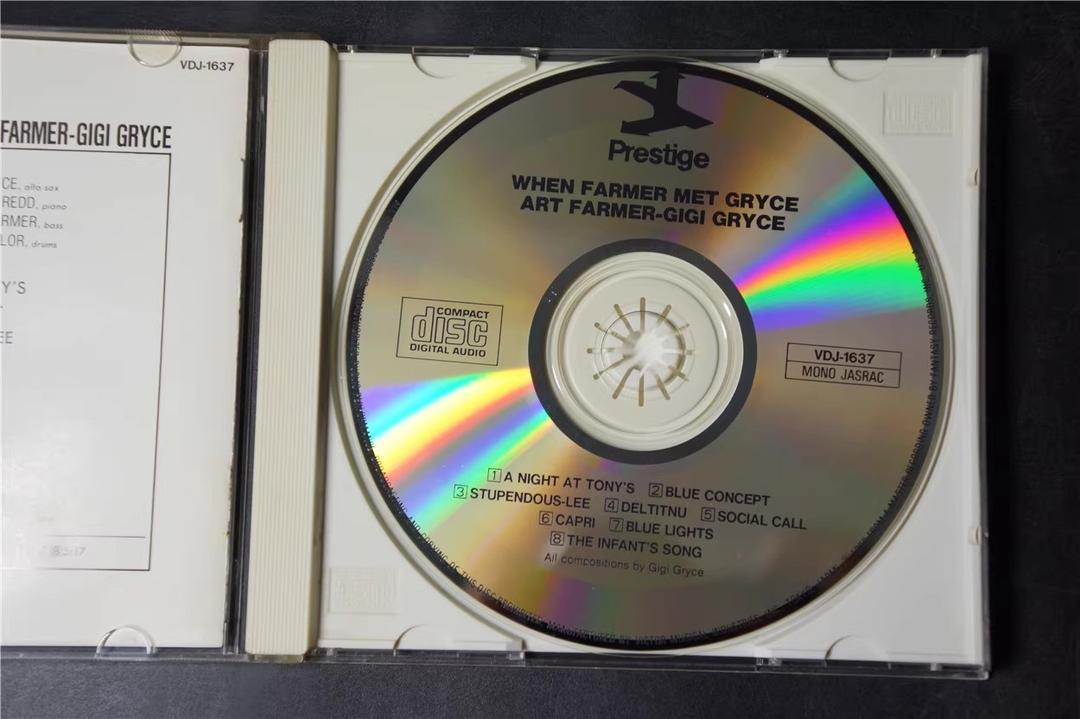 VDJ-1637
FARMER-GIGI GRYCE
CE, alto sax
REDD, piano
RMER, bass
LOR, drums
Y'S
EE
Prestige
WHEN FARMER MET GRYCE
ART FARMER-GIGI GRYCE
COMPACT
disc
DIGITAL AUDIO
VDJ-1637
MONO JASRAC
1 A NIGHT AT TONY'S 2 BLUE CONCEPT
3 STUPENDOUS-LEE 4 DELTITNU 5 SOCIAL CALL
6 CAPRI 7 BLUE LIGHTS
8 THE INFANT'S SONG
All compositions by Gigi Gryce